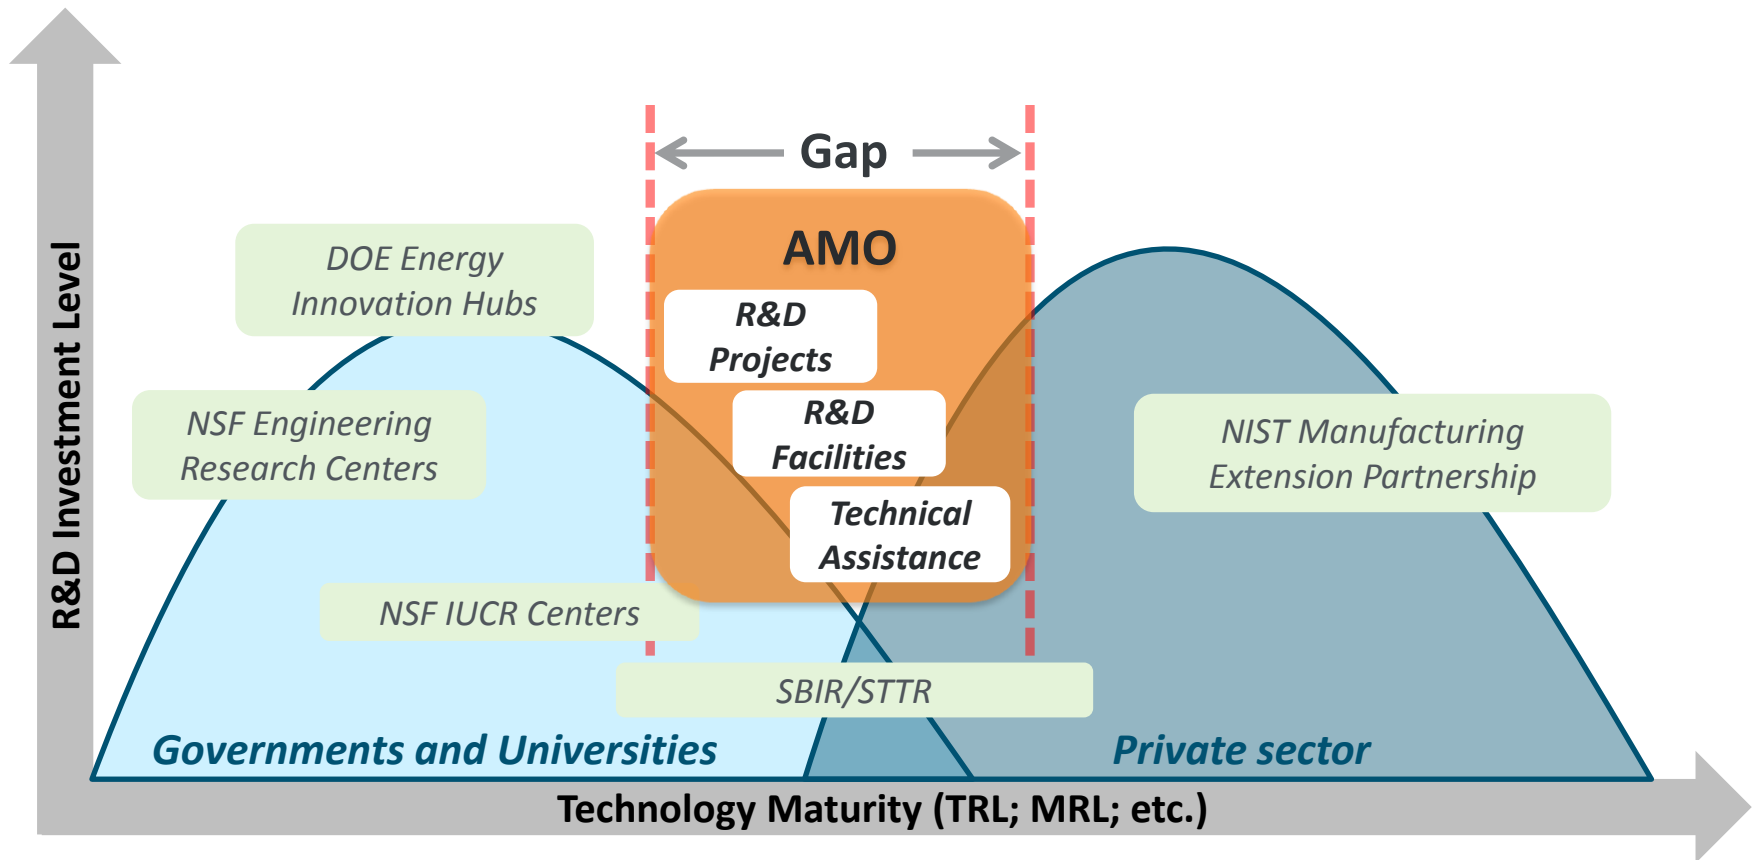 Gap
AMO
DOE Energy
Innovation Hubs
R&D
Projects
NSF Engineering
Research Centers
R&D
Facilities
NIST Manufacturing
Extension Partnership
Technical
Assistance
NSF IUCR Centers
SBIR/STTR
Governments and Universities
Private sector
R&D Investment Level
Technology Maturity (TRL; MRL; etc.)